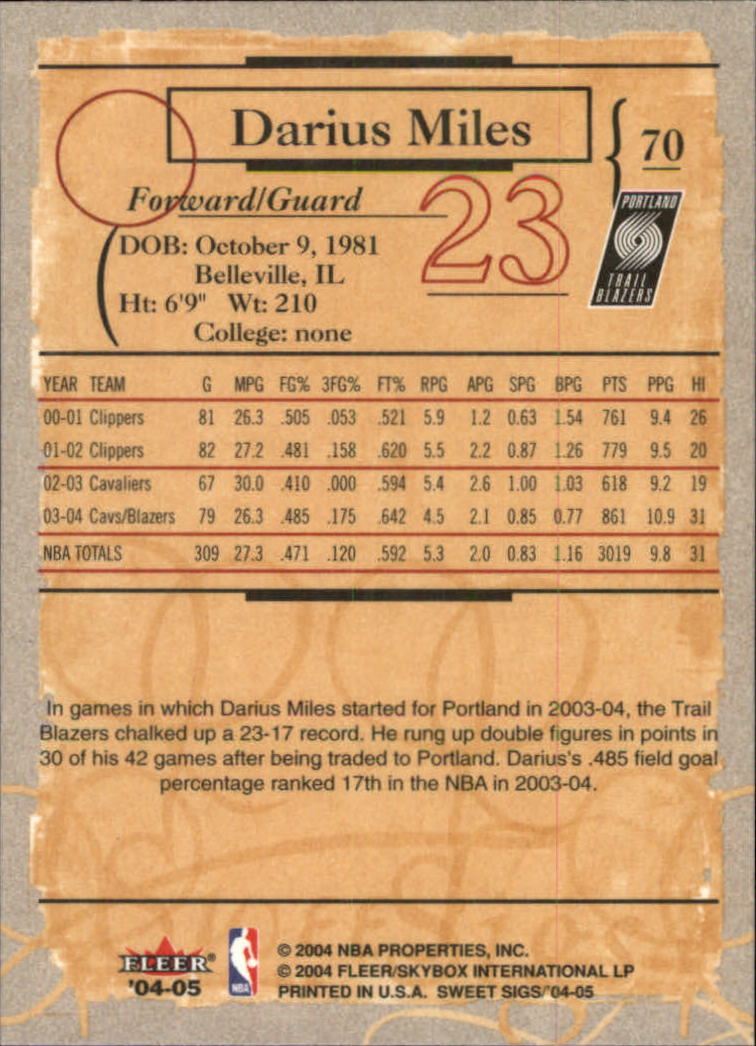 Darius Miles
70
Forward/Guard
23
PORTLAND
TRAIL
BLAZERS
DOB: October 9, 1981
Belleville, IL
Ht: 6'9" Wt: 210
College: none
YEAR TEAM G MPG FG% 3FG% FT% RPG APG SPG BPG PTS PPG HI
00-01 Clippers 81 26.3 .505 .053 .521 5.9 1.2 0.63 1.54 761 9.4 26
01-02 Clippers 82 27.2 .481 .158 .620 5.5 2.2 0.87 1.26 779 9.5 20
02-03 Cavaliers 67 30.0 .410 .000 .594 5.4 2.6 1.00 1.03 618 9.2 19
03-04 Cavs/Blazers 79 26.3 .485 .175 .642 4.5 2.1 0.85 0.77 861 10.9 31
NBA TOTALS 309 27.3 .471 .120 .592 5.3 2.0 0.83 1.16 3019 9.8 31
In games in which Darius Miles started for Portland in 2003-04, the Trail
Blazers chalked up a 23-17 record. He rung up double figures in points in
30 of his 42 games after being traded to Portland. Darius's .485 field goal
percentage ranked 17th in the NBA in 2003-04.
FLEER®
'04-05
NBA
© 2004 NBA PROPERTIES, INC.
© 2004 FLEER/SKYBOX INTERNATIONAL LP
PRINTED IN U.S.A. SWEET SIGS/'04-05